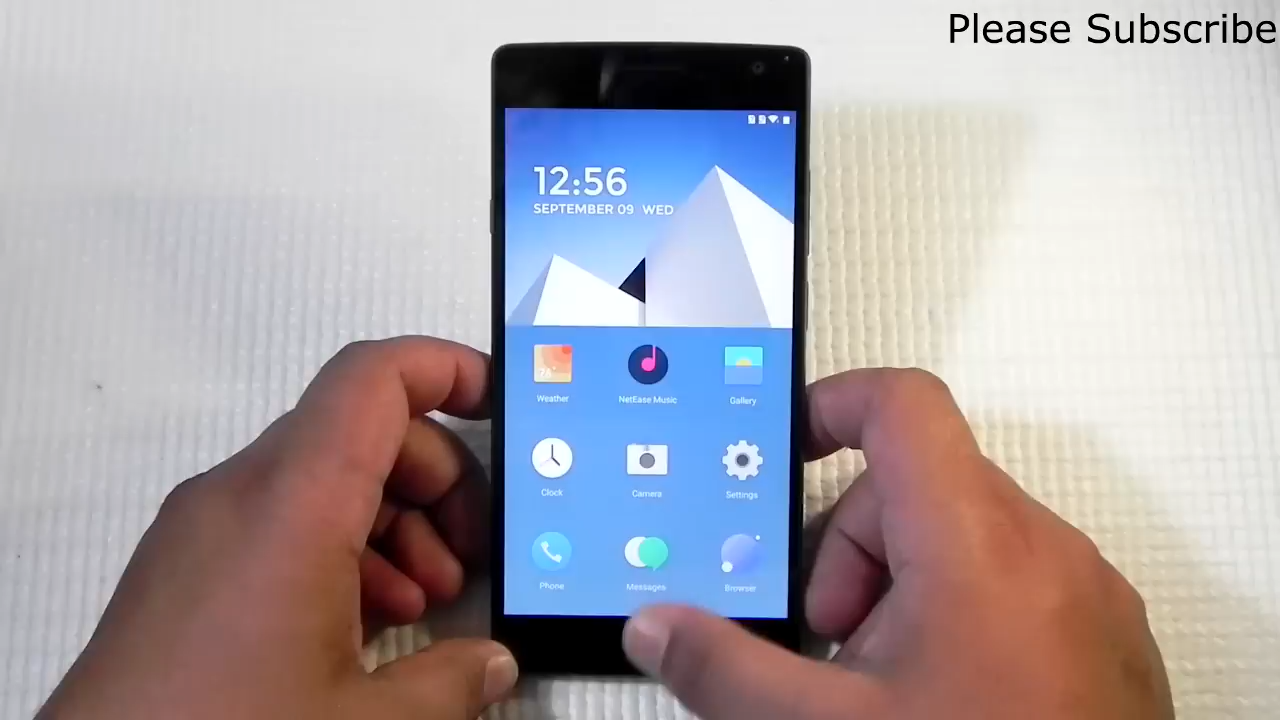 Please Subscribe
12:56
SEPTEMBER 09 WED
Weather
NetEase Music
Gallery
Clock
Camera
Settings
Phone
Messages
Browser